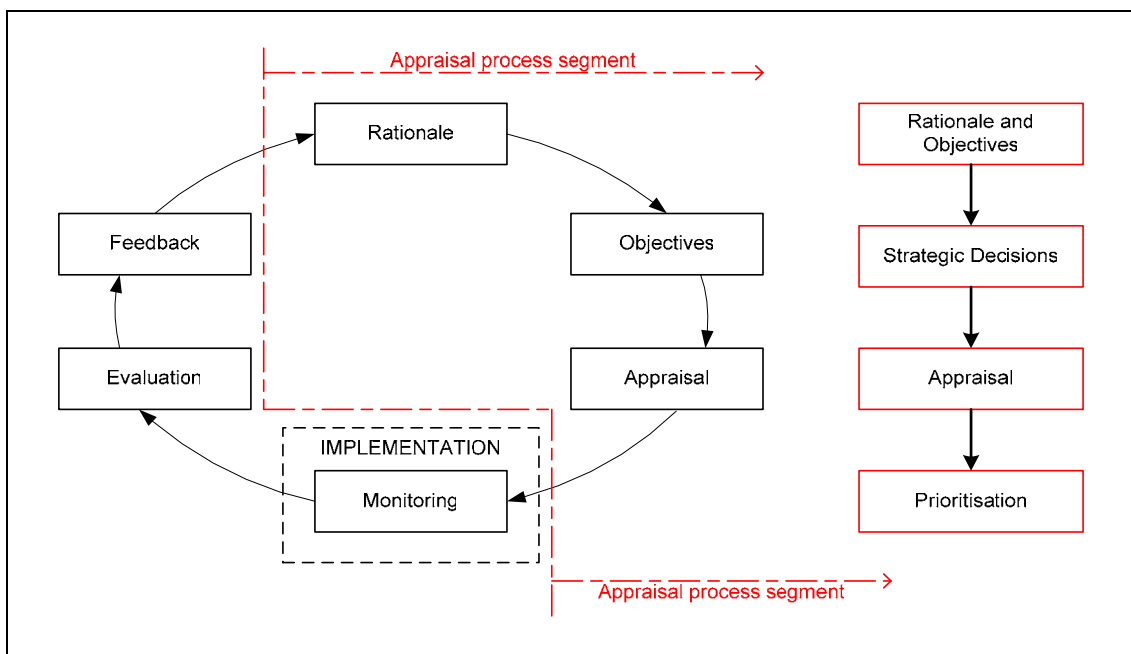 Appraisal process segment
Rationale
Objectives
Appraisal
IMPLEMENTATION
Monitoring
Evaluation
Feedback
Appraisal process segment
Rationale and
Objectives
Strategic Decisions
Appraisal
Prioritisation